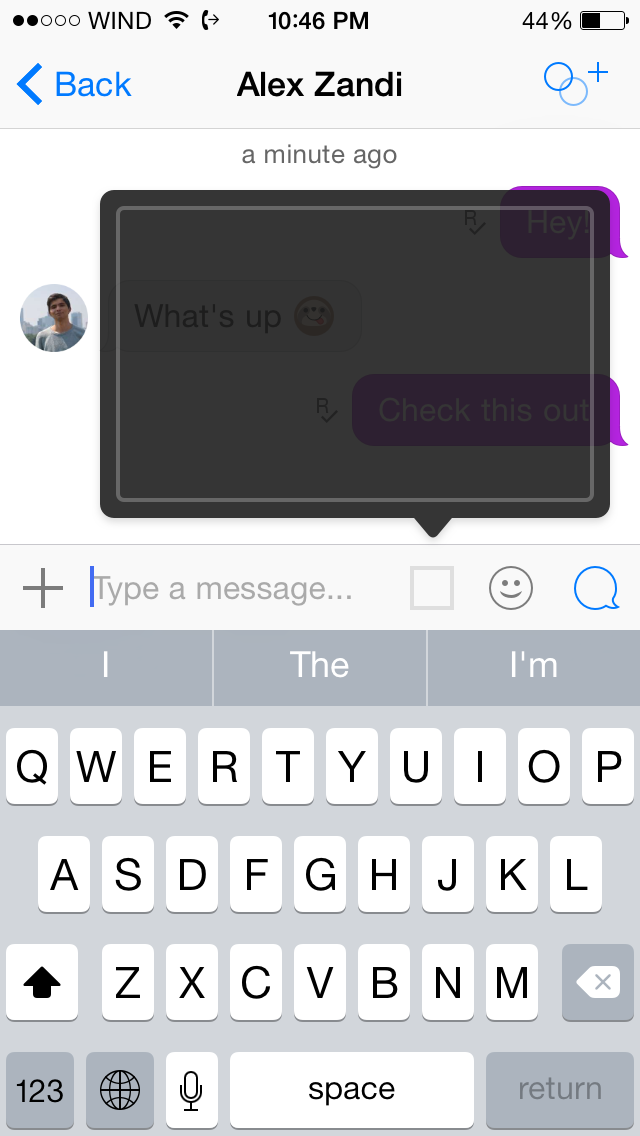 WIND 10:46 PM 44%
Back Alex Zandi
a minute ago
R Hey!
What's up
R Check this out
Type a message...
I The I'm
Q W E R T Y U I O P
A S D F G H J K L
Z X C V B N M
123 space return